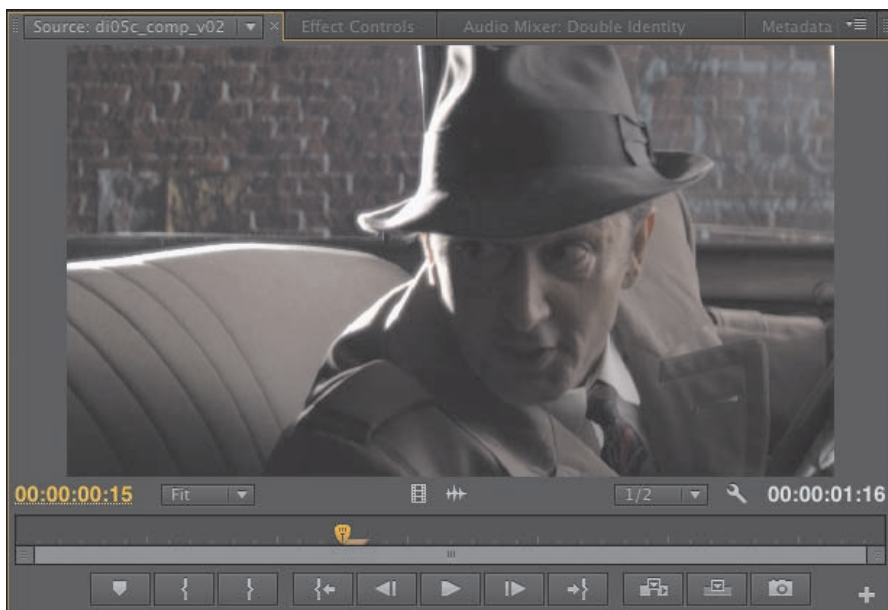 Source: di05c_comp_v02 Effect Controls Audio Mixer: Double Identity Metadata
00:00:00:15 Fit 1/2 00:00:01:16